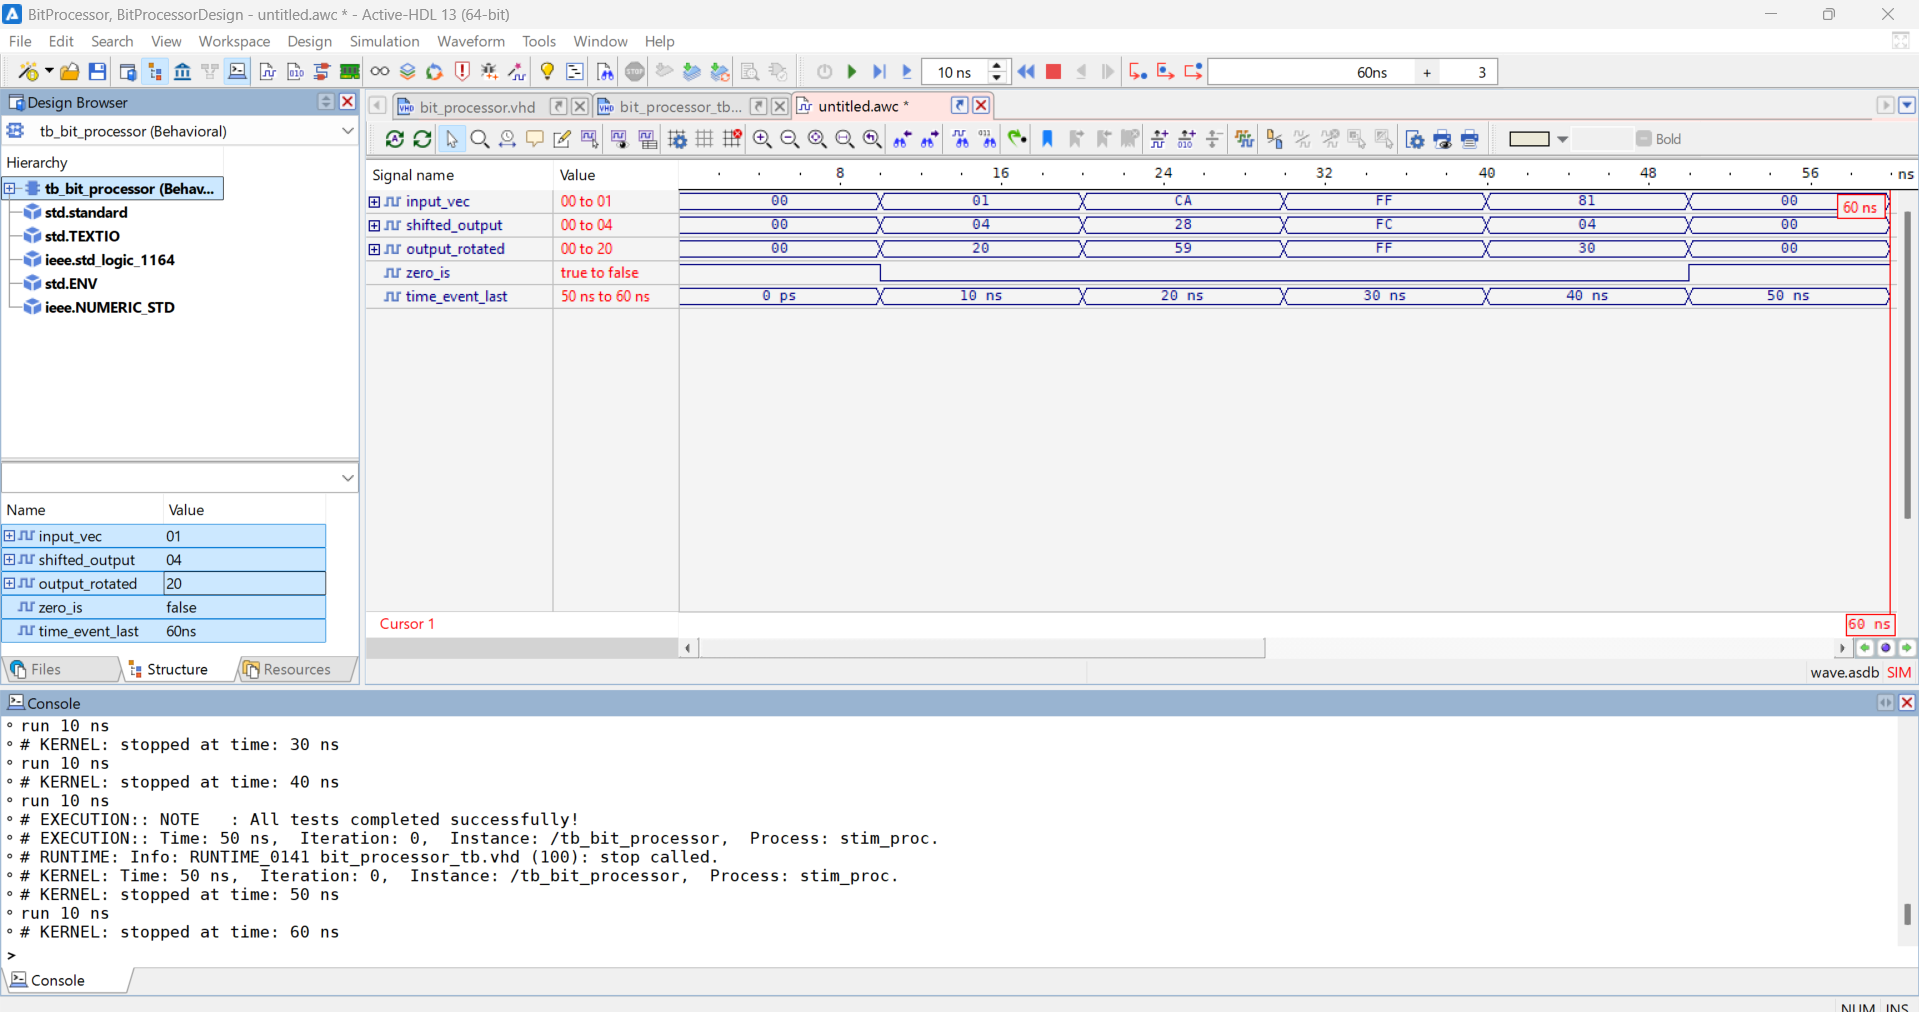 BitProcessor, BitProcessorDesign - untitled.awc * - Active-HDL 13 (64-bit)
File Edit Search View Workspace Design Simulation Waveform Tools Window Help
10 ns 60ns + 3
Design Browser
tb_bit_processor (Behavioral)
Hierarchy
tb_bit_processor (Behav...
std.standard
std.TEXTIO
ieee.std_logic_1164
std.ENV
ieee.NUMERIC_STD
Name Value
input_vec 01
shifted_output 04
output_rotated 20
zero_is false
time_event_last 60ns
Files Structure Resources
bit_processor.vhd bit_processor_tb... untitled.awc *
Bold
Signal name Value 8 16 24 32 40 48 56 ns
input_vec 00 to 01 00 01 CA FF 81 00 60 ns
shifted_output 00 to 04 00 04 28 FC 04 00
output_rotated 00 to 20 00 20 59 FF 30 00
zero_is true to false
time_event_last 50 ns to 60 ns 0 ps 10 ns 20 ns 30 ns 40 ns 50 ns
Cursor 1 60 ns
wave.asdb SIM
Console
run 10 ns
# KERNEL: stopped at time: 30 ns
run 10 ns
# KERNEL: stopped at time: 40 ns
run 10 ns
# EXECUTION:: NOTE   : All tests completed successfully!
# EXECUTION:: Time: 50 ns,  Iteration: 0,  Instance: /tb_bit_processor,  Process: stim_proc.
# RUNTIME: Info: RUNTIME_0141 bit_processor_tb.vhd (100): stop called.
# KERNEL: Time: 50 ns,  Iteration: 0,  Instance: /tb_bit_processor,  Process: stim_proc.
# KERNEL: stopped at time: 50 ns
run 10 ns
# KERNEL: stopped at time: 60 ns
>
Console
NUM INS